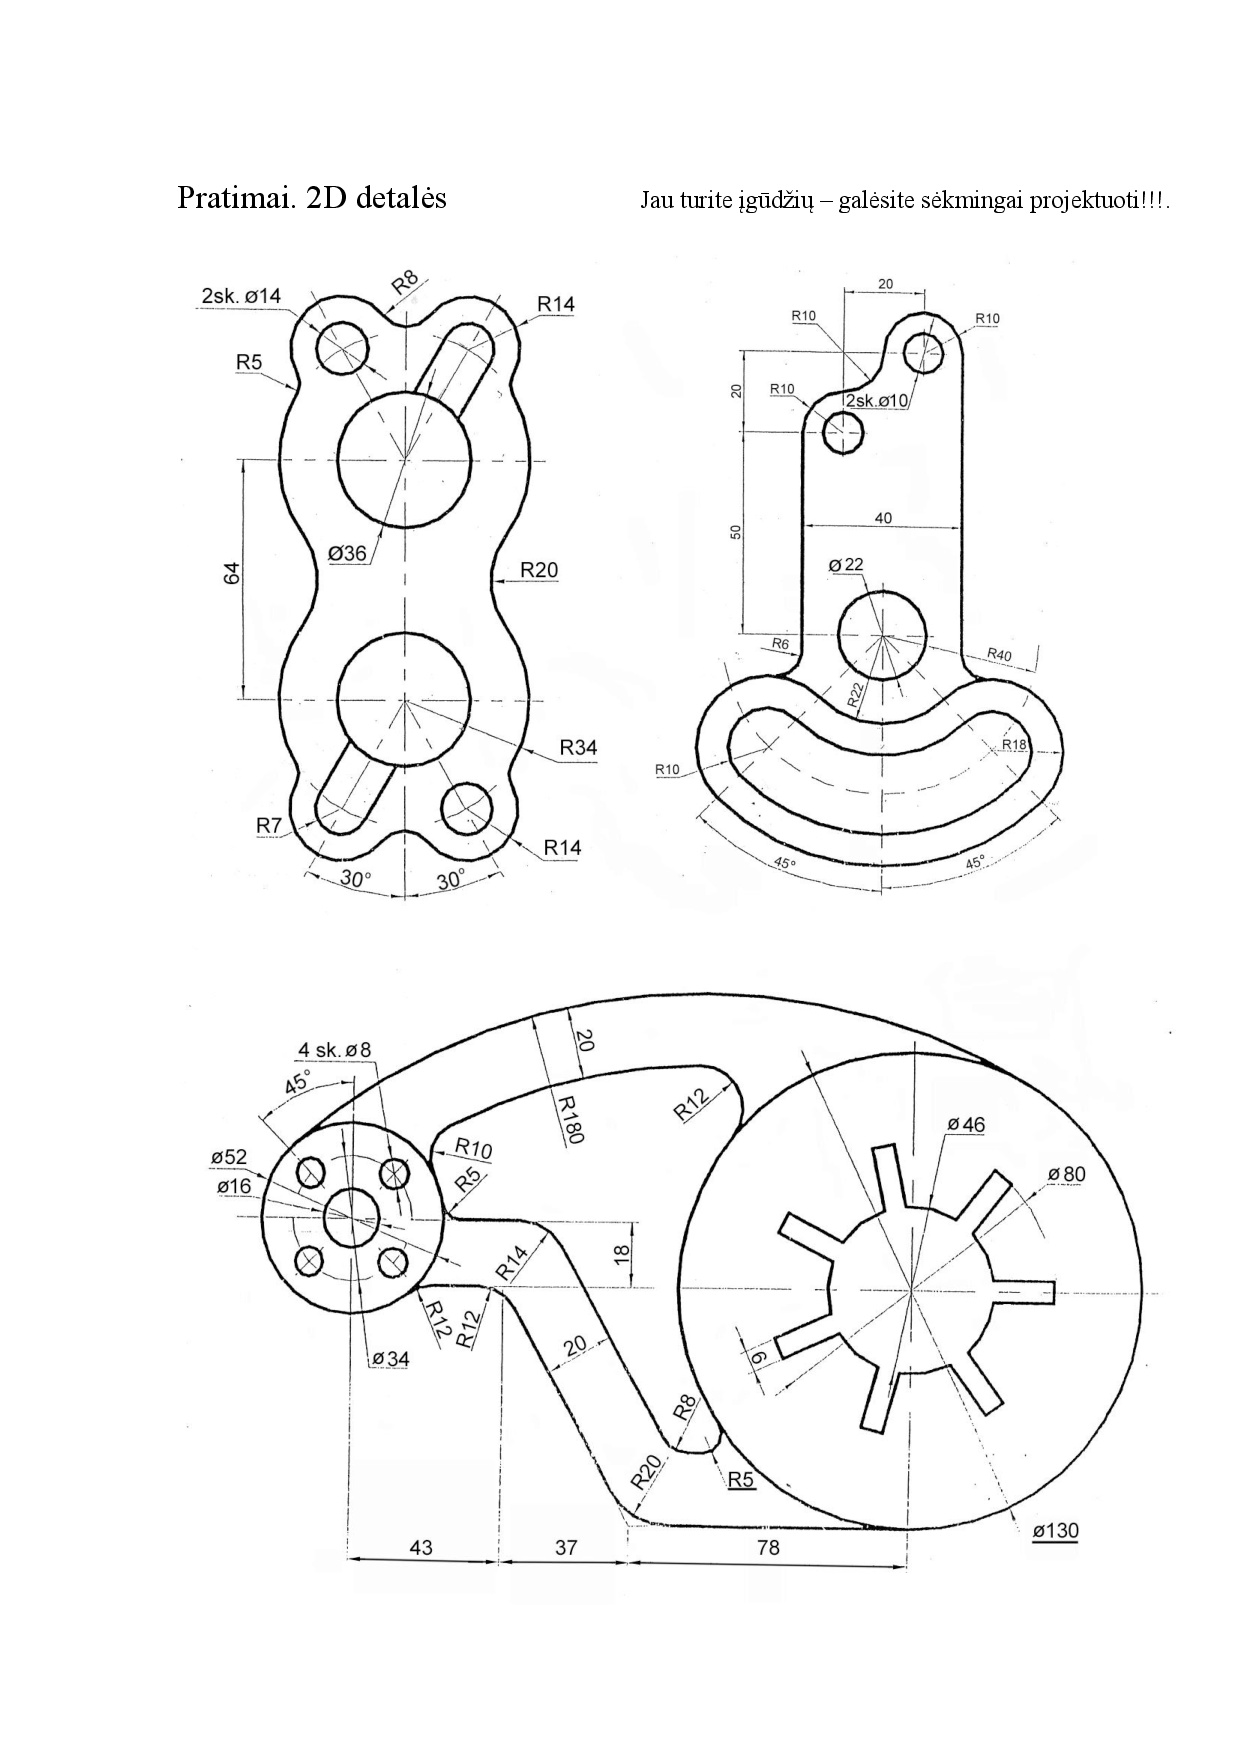 Pratimai. 2D detalės
Jau turite įgūdžių – galėsite sėkmingai projektuoti!!!.
2sk. ø14
R8
R14
R5
Ø36
64
R20
R34
R7
R14
30°
30°
20
R10
R10
20
R10
2sk.ø10
50
40
Ø 22
R6
R40
R22
R18
R10
45°
45°
4 sk. ø8
45°
20
R180
R12
ø52
ø16
R10
R5
ø46
ø80
R14
18
R12
R12
ø34
20
6
R8
R20
R5
ø130
43
37
78